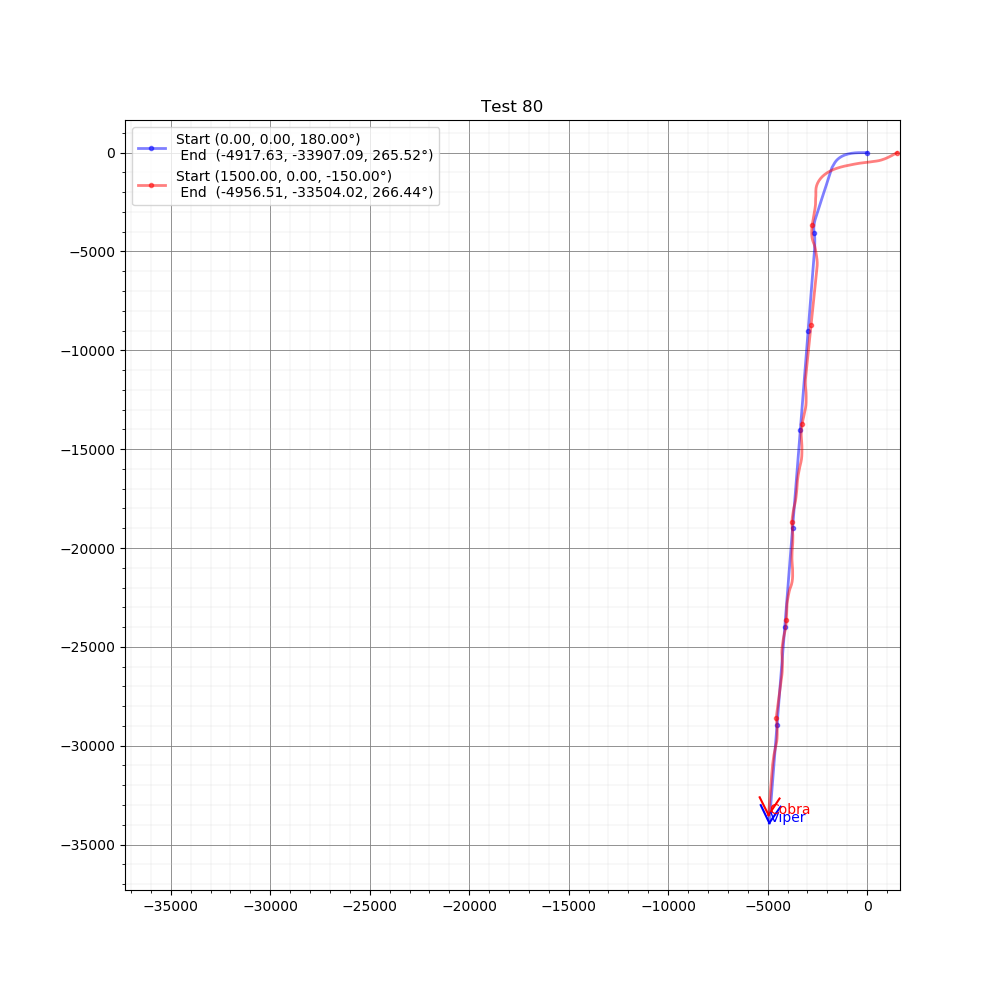 Test 80
Start (0.00, 0.00, 180.00°)
End  (-4917.63, -33907.09, 265.52°)
Start (1500.00, 0.00, -150.00°)
End  (-4956.51, -33504.02, 266.44°)
0
−5000
−10000
−15000
−20000
−25000
−30000
−35000
Cobra
Viper
−35000 −30000 −25000 −20000 −15000 −10000 −5000 0